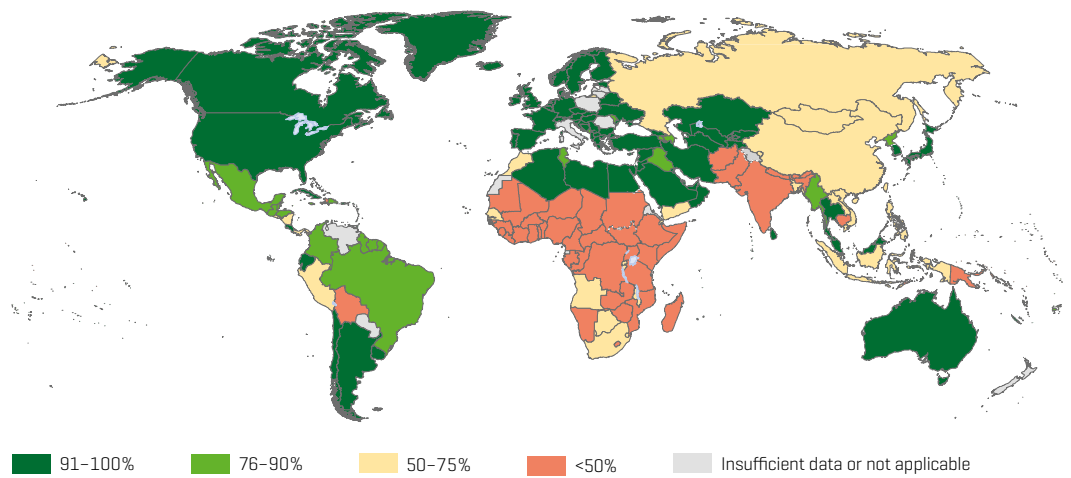 91–100%
76–90%
50–75%
<50%
Insufficient data or not applicable